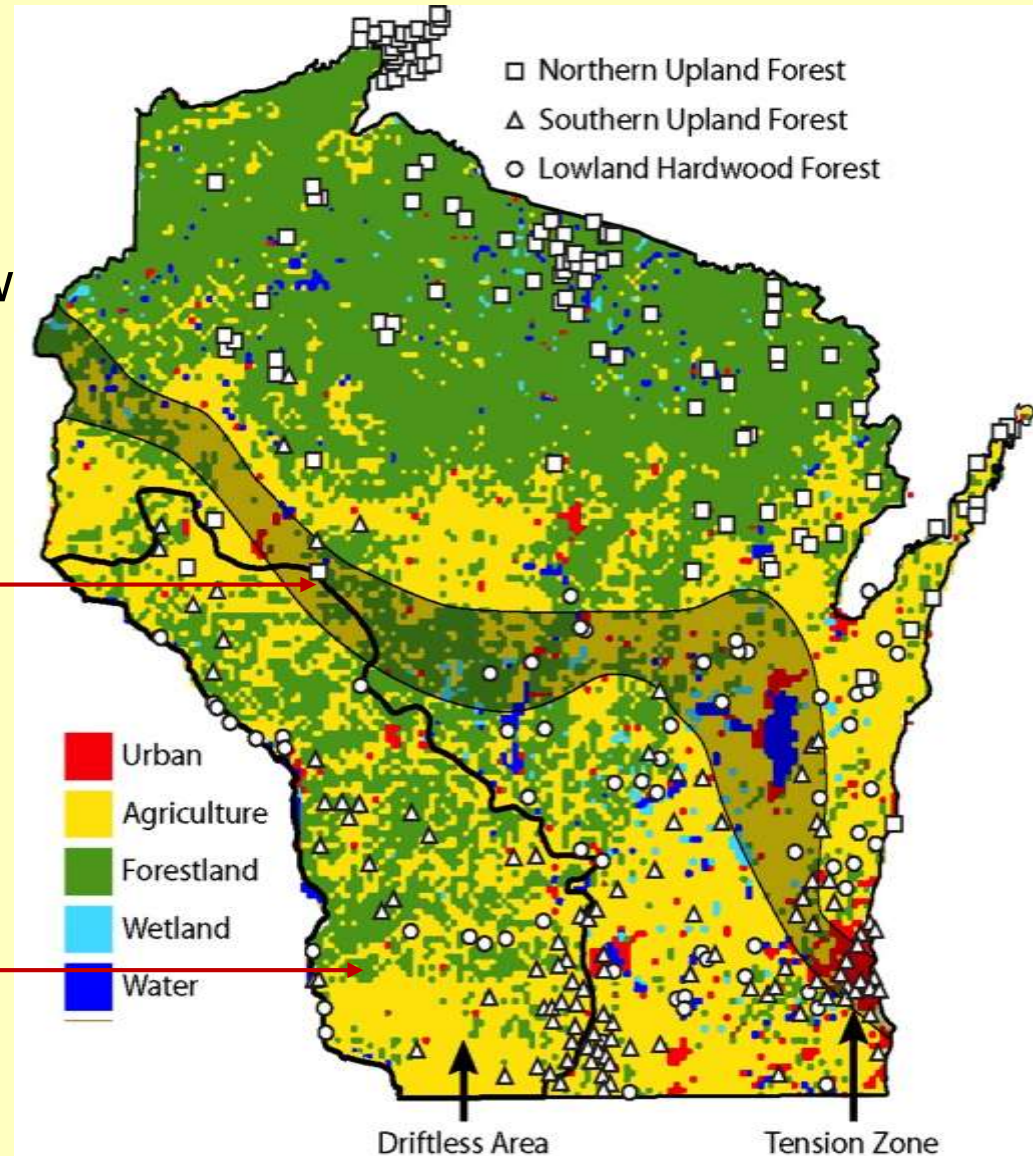 Northern Upland Forest
Southern Upland Forest
Lowland Hardwood Forest
w
Urban
Agriculture
Forestland
Wetland
Water
Driftless Area
Tension Zone